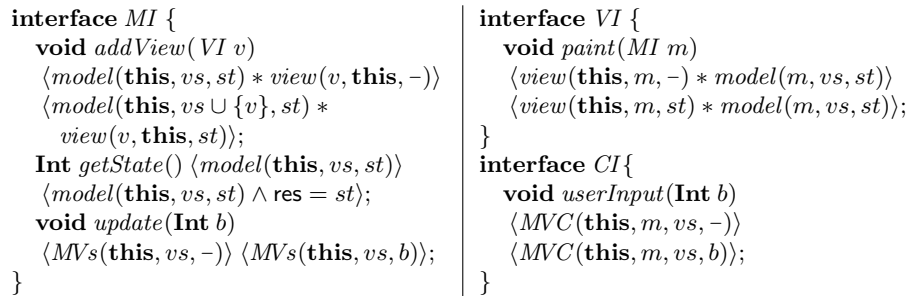 interface MI {
void addView(VI v)
⟨model(this, vs, st) ∗ view(v, this, –)⟩
⟨model(this, vs ∪ {v}, st) ∗
view(v, this, st)⟩;
Int getState() ⟨model(this, vs, st)⟩
⟨model(this, vs, st) ∧ res = st⟩;
void update(Int b)
⟨MVs(this, vs, –)⟩ ⟨MVs(this, vs, b)⟩;
}
interface VI {
void paint(MI m)
⟨view(this, m, –) ∗ model(m, vs, st)⟩
⟨view(this, m, st) ∗ model(m, vs, st)⟩;
}
interface CI{
void userInput(Int b)
⟨MVC(this, m, vs, –)⟩
⟨MVC(this, m, vs, b)⟩;
}